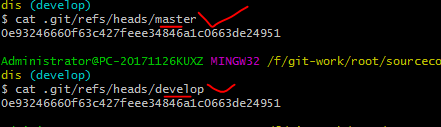 dis (develop)
$ cat .git/refs/heads/master
0e93246660f63c427feee34846a1c0663de24951
Administrator@PC-20171126KUXZ MINGW32 /f/git-work/root/sourceco
dis (develop)
$ cat .git/refs/heads/develop
0e93246660f63c427feee34846a1c0663de24951